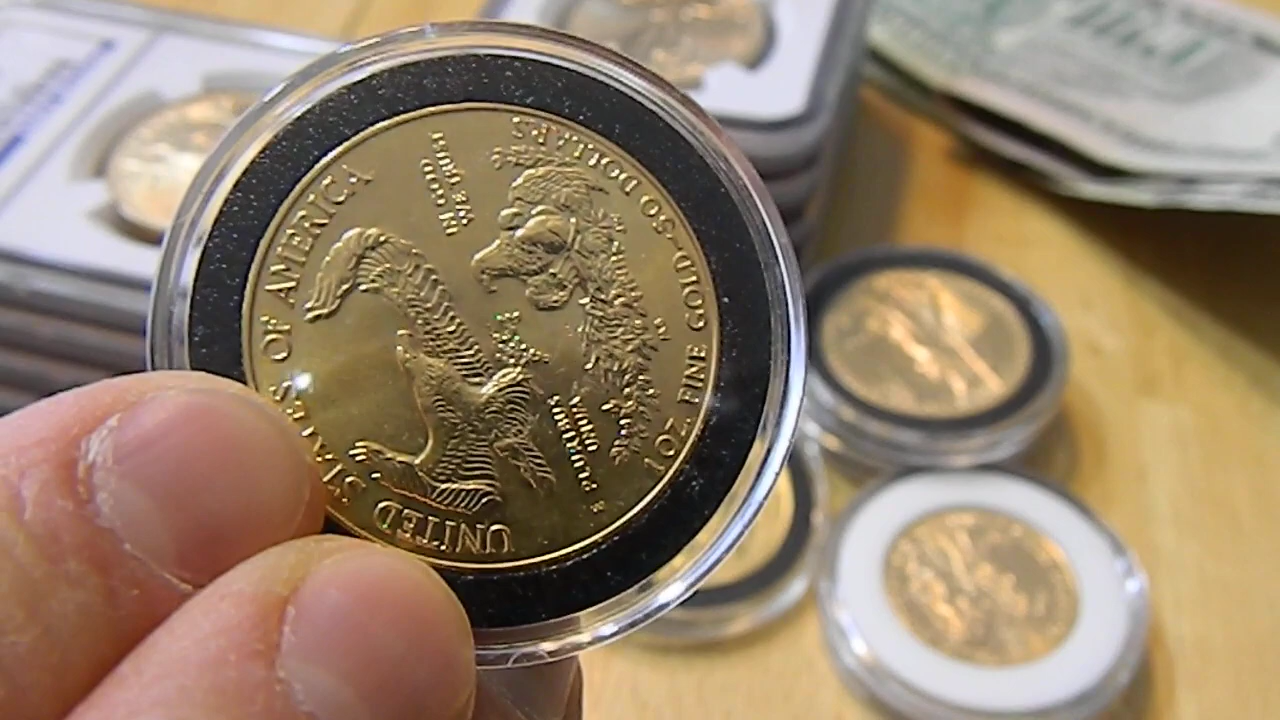 UNITED STATES OF AMERICA
IN GOD
WE TRUST
E PLURIBUS
UNUM
1 OZ. FINE GOLD~50 DOLLARS